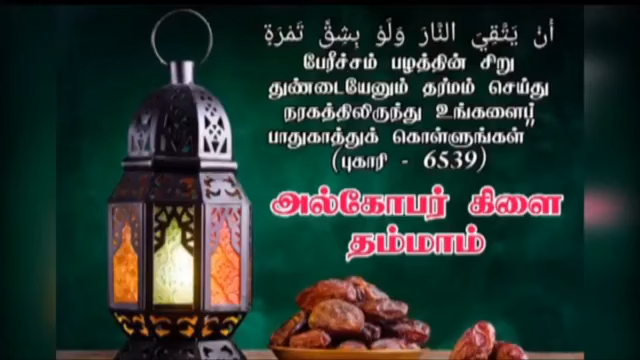 أَنْ يَتَّقِيَ النَّارَ وَلَوْ بِشِقِّ تَمْرَةٍ
பேரீச்சம் பழத்தின் சிறு
துண்டையேனும் தர்மம் செய்து
நரகத்திலிருந்து உங்களைப்
பாதுகாத்துக் கொள்ளுங்கள்"
(புகாரி - 6539)
அல்கோபர் கிளை
தம்மாம்